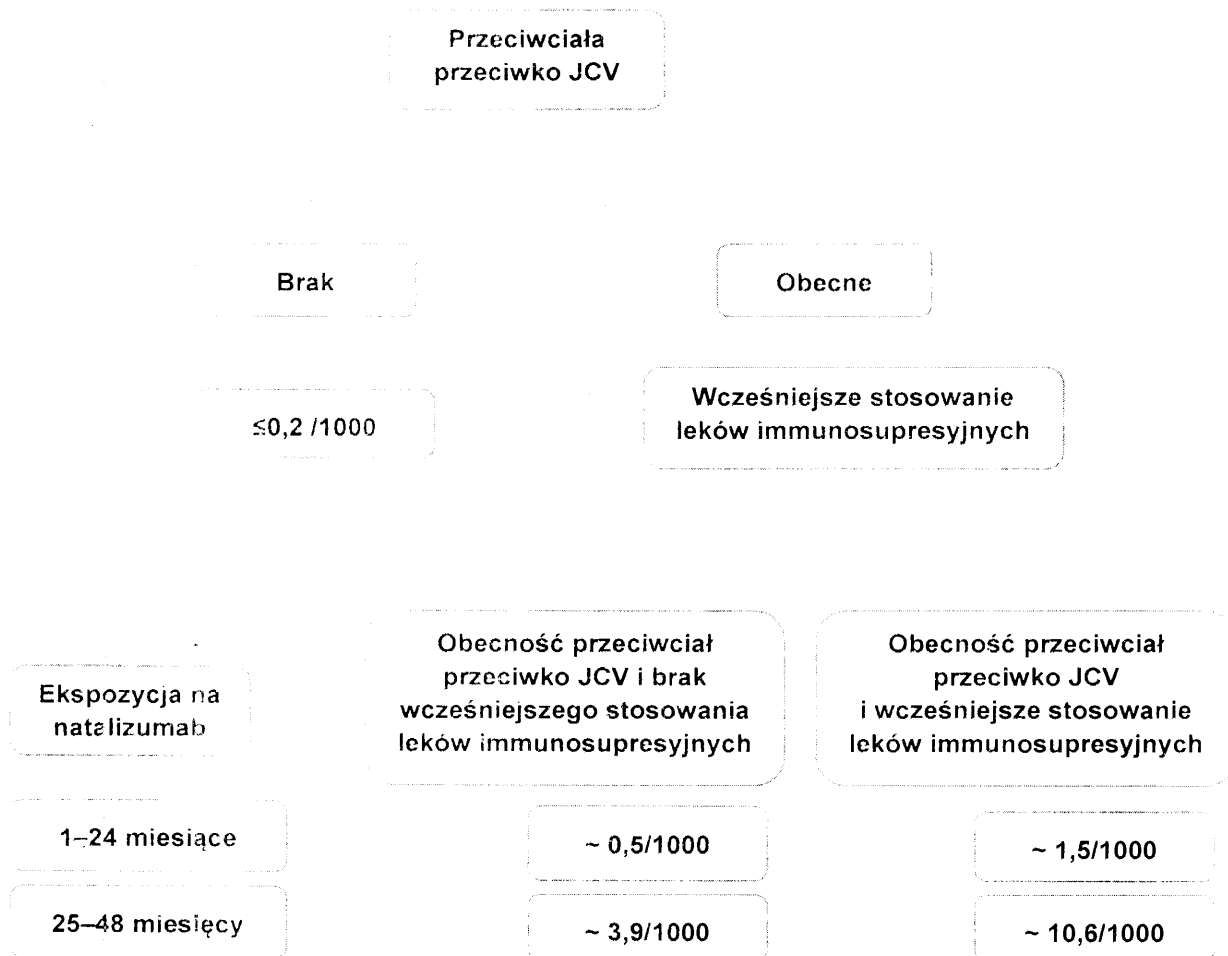 Przeciwciała
przeciwko JCV
Brak
Obecne
≤0,2 /1000
Wcześniejsze stosowanie
leków immunosupresyjnych
Ekspozycja na
natalizumab
Obecność przeciwciał
przeciwko JCV i brak
wcześniejszego stosowania
leków immunosupresyjnych
Obecność przeciwciał
przeciwko JCV
i wcześniejsze stosowanie
leków immunosupresyjnych
1–24 miesiące
~ 0,5/1000
~ 1,5/1000
25–48 miesięcy
~ 3,9/1000
~ 10,6/1000